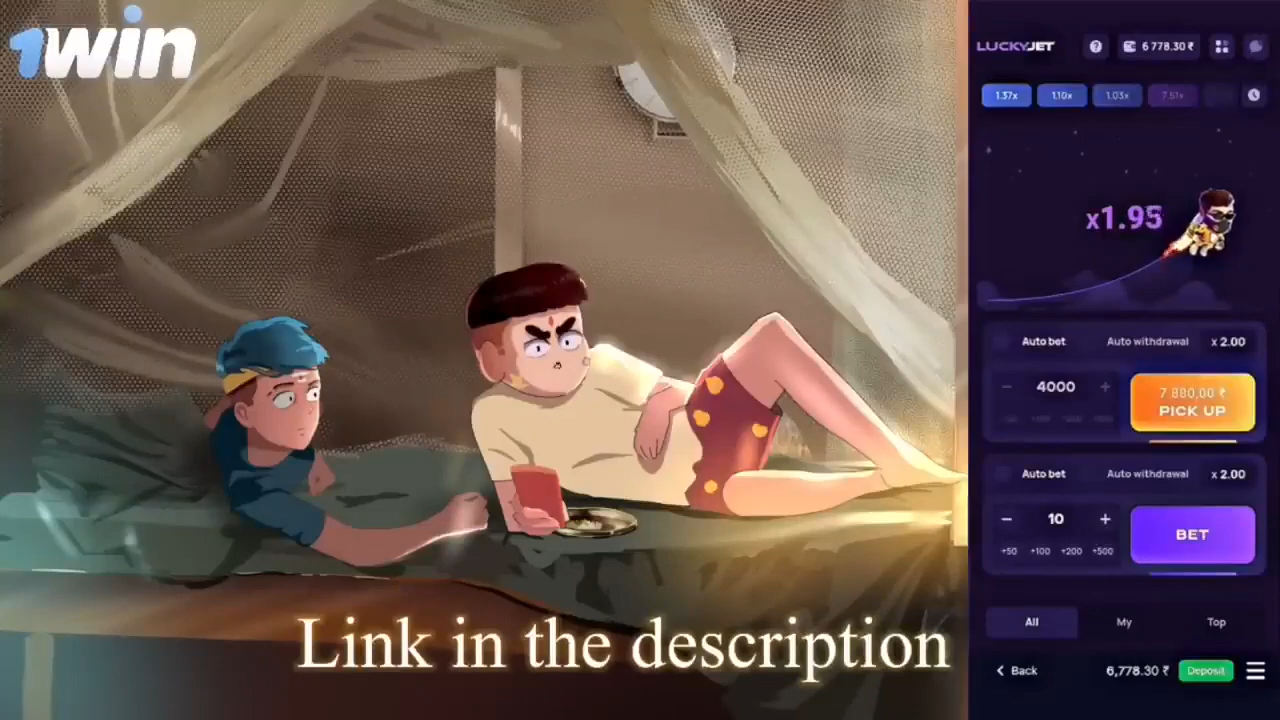 1win
LUCKYJET
?
6 778.30 ₹
1.37x
1.10x
1.03x
7.51x
x1.95
Auto bet
Auto withdrawal
x 2.00
− 4000 +
7 880,00 ₹
PICK UP
Auto bet
Auto withdrawal
x 2.00
− 10 +
BET
+50 +100 +200 +500
Link in the description
All
My
Top
Back
6,778.30 ₹
Deposit